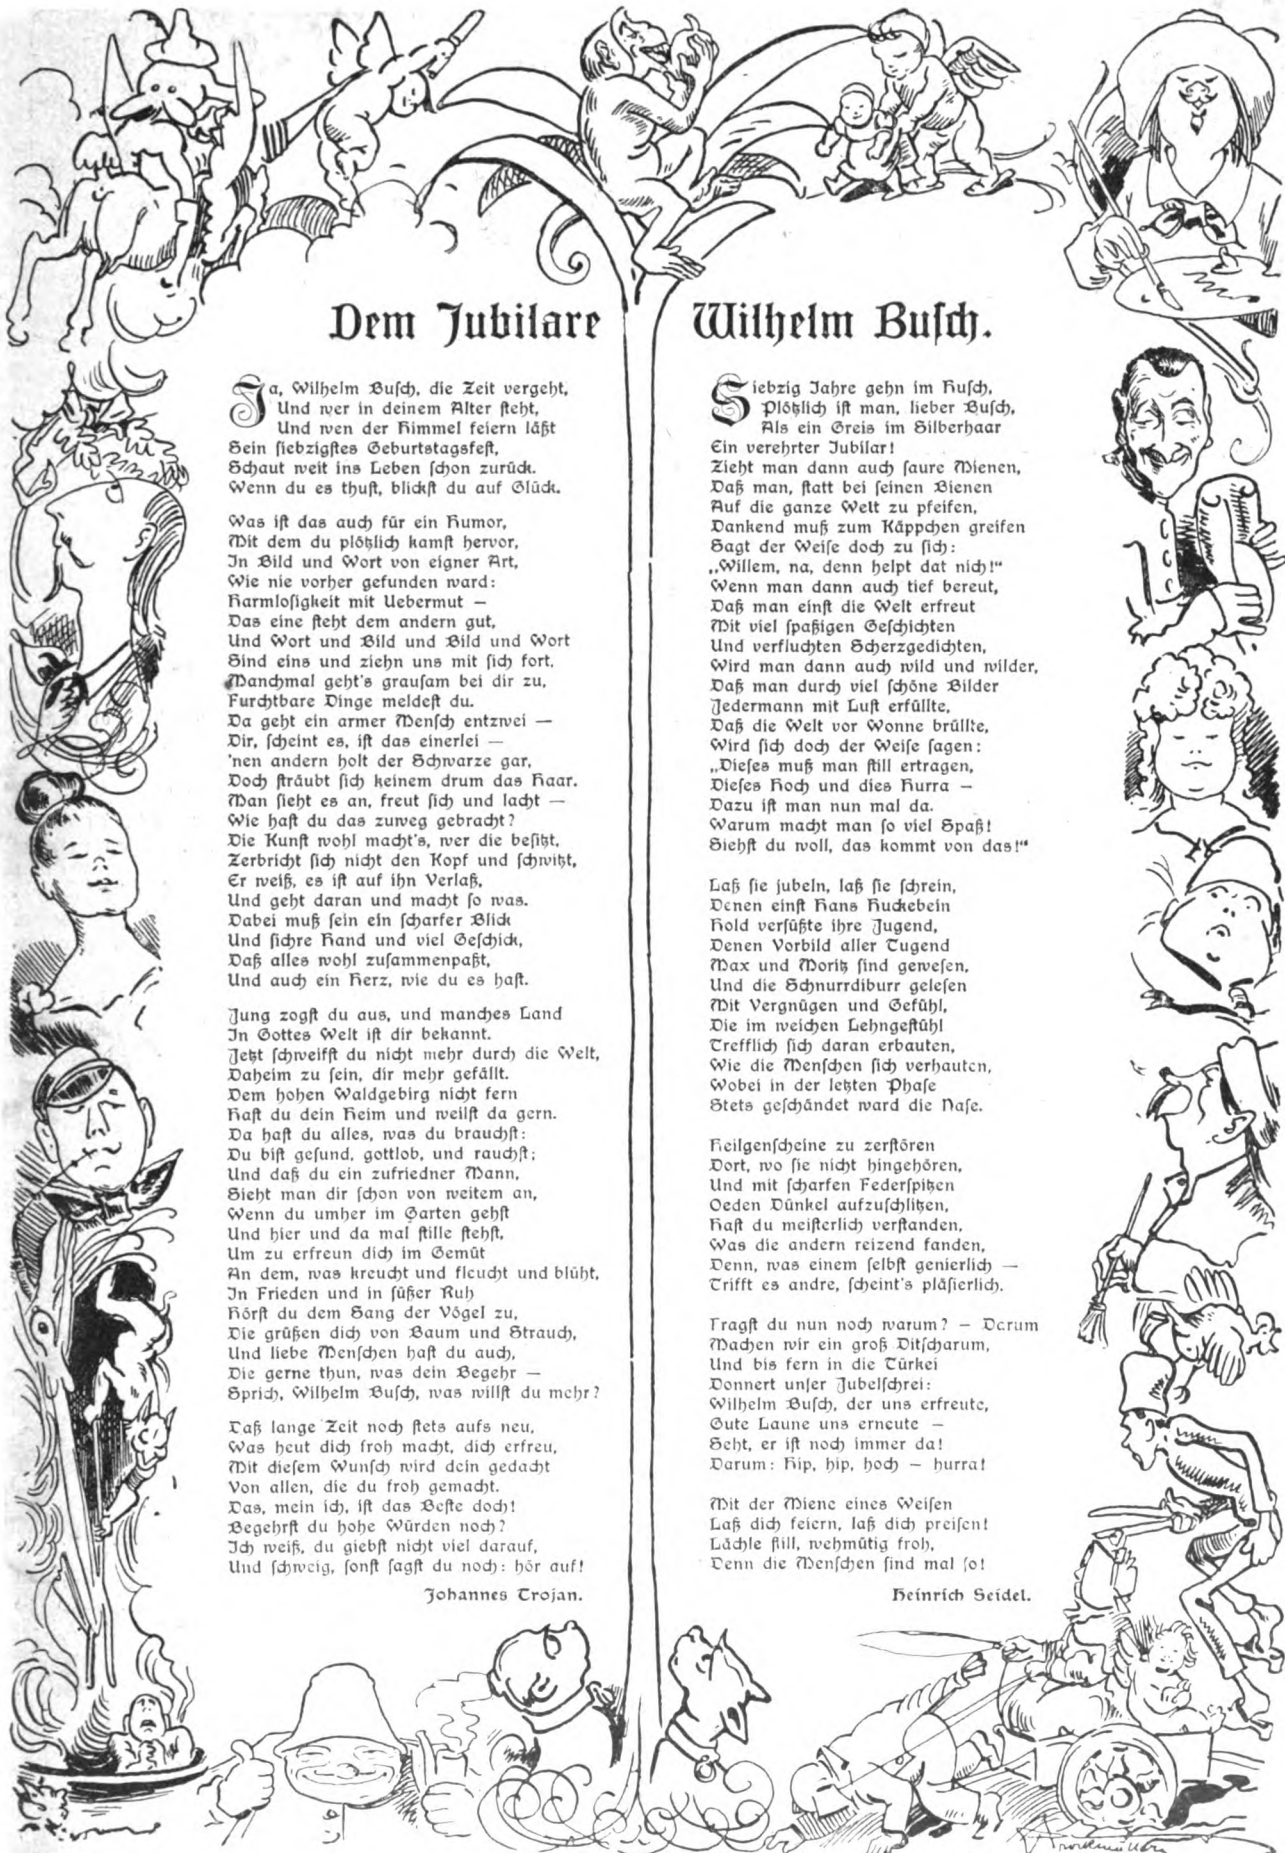 Dem Jubilare Wilhelm Busch.

Ja, Wilhelm Busch, die Zeit vergeht,
Und wer in deinem Alter steht,
Und wen der Himmel feiern läßt
Sein siebzigstes Geburtstagsfest,
Schaut weit ins Leben schon zurück.
Wenn du es thust, blickst du auf Glück.

Was ist das auch für ein Humor,
Mit dem du plötzlich kamst hervor,
In Bild und Wort von eigner Art,
Wie nie vorher gefunden ward:
Harmlosigkeit mit Uebermut —
Das eine steht dem andern gut,
Und Wort und Bild und Bild und Wort
Sind eins und ziehn uns mit sich fort.
Manchmal geht's grausam bei dir zu,
Furchtbare Dinge meldest du.
Da geht ein armer Mensch entzwei —
Dir, scheint es, ist das einerlei —
'nen andern holt der Schwarze gar,
Doch sträubt sich keinem drum das Haar.
Man sieht es an, freut sich und lacht —
Wie hast du das zuweg gebracht?
Die Kunst wohl macht's, wer die besitzt,
Zerbricht sich nicht den Kopf und schwitzt,
Er weiß, es ist auf ihn Verlaß,
Und geht daran und macht so was.
Dabei muß sein ein scharfer Blick
Und sichre Hand und viel Geschick,
Daß alles wohl zusammenpaßt,
Und auch ein Herz, wie du es hast.

Jung zogst du aus, und manches Land
In Gottes Welt ist dir bekannt.
Jetzt schweifst du nicht mehr durch die Welt,
Daheim zu sein, dir mehr gefällt.
Dem hohen Waldgebirg nicht fern
Hast du dein Heim und weilst da gern.
Da hast du alles, was du brauchst:
Du bist gesund, gottlob, und rauchst;
Und daß du ein zufriedner Mann,
Sieht man dir schon von weitem an,
Wenn du umher im Garten gehst
Und hier und da mal stille stehst,
Um zu erfreun dich im Gemüt
An dem, was kreucht und fleucht und blüht,
In Frieden und in süßer Ruh
Hörst du dem Sang der Vögel zu,
Die grüßen dich von Baum und Strauch,
Und liebe Menschen hast du auch,
Die gerne thun, was dein Begehr —
Sprich, Wilhelm Busch, was willst du mehr?

Daß lange Zeit noch stets aufs neu,
Was heut dich froh macht, dich erfreu,
Mit diesem Wunsch wird dein gedacht
Von allen, die du froh gemacht.
Das, mein ich, ist das Beste doch!
Begehrst du hohe Würden noch?
Ich weiß, du giebst nicht viel darauf,
Und schweig, sonst sagst du noch: hör auf!

Johannes Trojan.

Siebzig Jahre gehn im Husch,
Plötzlich ist man, lieber Busch,
Als ein Greis im Silberhaar
Ein verehrter Jubilar!
Zieht man dann auch saure Mienen,
Daß man, statt bei seinen Bienen
Auf die ganze Welt zu pfeifen,
Dankend muß zum Käppchen greifen
Sagt der Weise doch zu sich:
„Willem, na, denn helpt dat nich!“
Wenn man dann auch tief bereut,
Daß man einst die Welt erfreut
Mit viel spaßigen Geschichten
Und verfluchten Scherzgedichten,
Wird man dann auch wild und wilder,
Daß man durch viel schöne Bilder
Jedermann mit Lust erfüllte,
Daß die Welt vor Wonne brüllte,
Wird sich doch der Weise sagen:
„Dieses muß man still ertragen,
Dieses Hoch und dies Hurra —
Dazu ist man nun mal da.
Warum macht man so viel Spaß!
Siehst du woll, das kommt von das!“

Laß sie jubeln, laß sie schrein,
Denen einst Hans Huckebein
Hold versüßte ihre Jugend,
Denen Vorbild aller Tugend
Max und Moritz sind gewesen,
Und die Schnurrdiburr gelesen
Mit Vergnügen und Gefühl,
Die im weichen Lehngestühl
Trefflich sich daran erbauten,
Wie die Menschen sich verhauten,
Wobei in der letzten Phase
Stets geschändet ward die Nase.

Heilgenscheine zu zerstören
Dort, wo sie nicht hingehören,
Und mit scharfen Federspitzen
Oeden Dünkel aufzuschlitzen,
Hast du meisterlich verstanden,
Was die andern reizend fanden,
Denn, was einem selbst genierlich —
Trifft es andre, scheint's pläsierlich.

Fragst du nun noch warum? — Darum
Machen wir ein groß Ditscharum,
Und bis fern in die Türkei
Donnert unser Jubelschrei:
Wilhelm Busch, der uns erfreute,
Gute Laune uns erneute —
Seht, er ist noch immer da!
Darum: Hip, hip, hoch — hurra!

Mit der Miene eines Weisen
Laß dich feiern, laß dich preisen!
Lächle still, wehmütig froh,
Denn die Menschen sind mal so!

Heinrich Seidel.